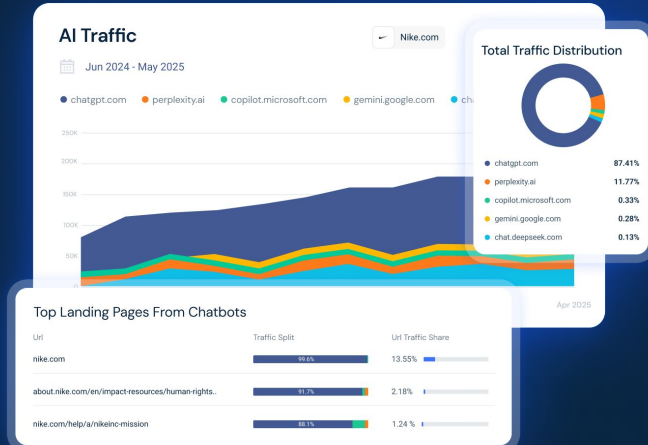 AI Traffic
Nike.com
Jun 2024 - May 2025
chatgpt.com perplexity.ai copilot.microsoft.com gemini.google.com
250K
200K
150K
100K
50K
0
Apr 2025
Total Traffic Distribution
chatgpt.com 87.41%
perplexity.ai 11.77%
copilot.microsoft.com 0.33%
gemini.google.com 0.28%
chat.deepseek.com 0.13%
Top Landing Pages From Chatbots
Url Traffic Split Url Traffic Share
nike.com 99.6% 13.55%
about.nike.com/en/impact-resources/human-rights.. 91.7% 2.18%
nike.com/help/a/nikeinc-mission 88.1% 1.24 %